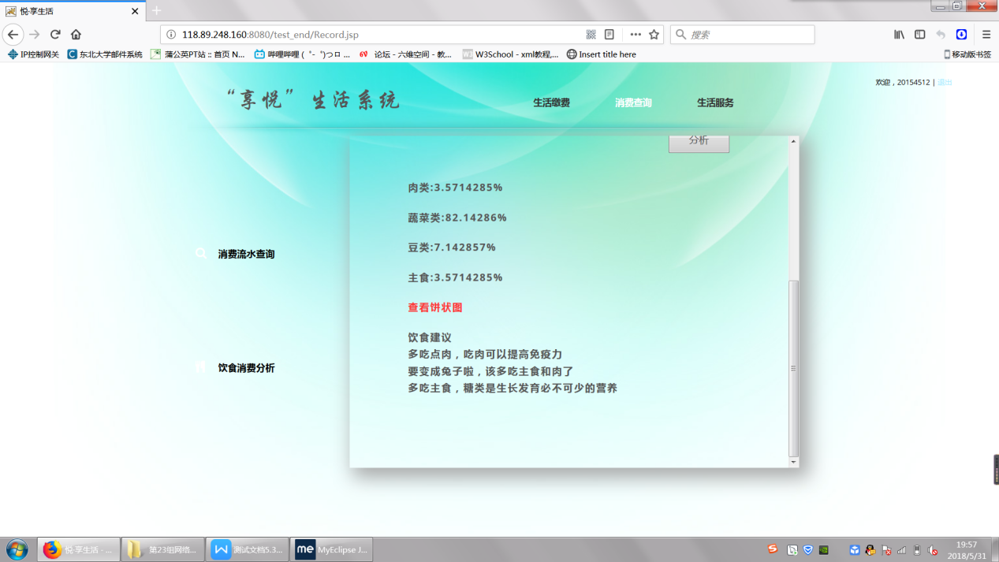 悦·享生活
118.89.248.160:8080/test_end/Record.jsp
搜索
IP控制网关
东北大学邮件系统
蒲公英PT站 :: 首页 N...
哔哩哔哩 ( ゜- ゜)つロ ...
论坛 - 六维空间 - 教...
W3School - xml教程,...
Insert title here
移动版书签
欢迎，20154512 | 退出
“享悦”生活系统
生活缴费
消费查询
生活服务
分析
肉类:3.5714285%
蔬菜类:82.14286%
豆类:7.142857%
主食:3.5714285%
查看饼状图
饮食建议
多吃点肉，吃肉可以提高免疫力
要变成兔子啦，该多吃主食和肉了
多吃主食，糖类是生长发育必不可少的营养
消费流水查询
饮食消费分析
悦·享生活 - ...
第23组网络...
测试文档5.3...
MyEclipse J...
19:57
2018/5/31